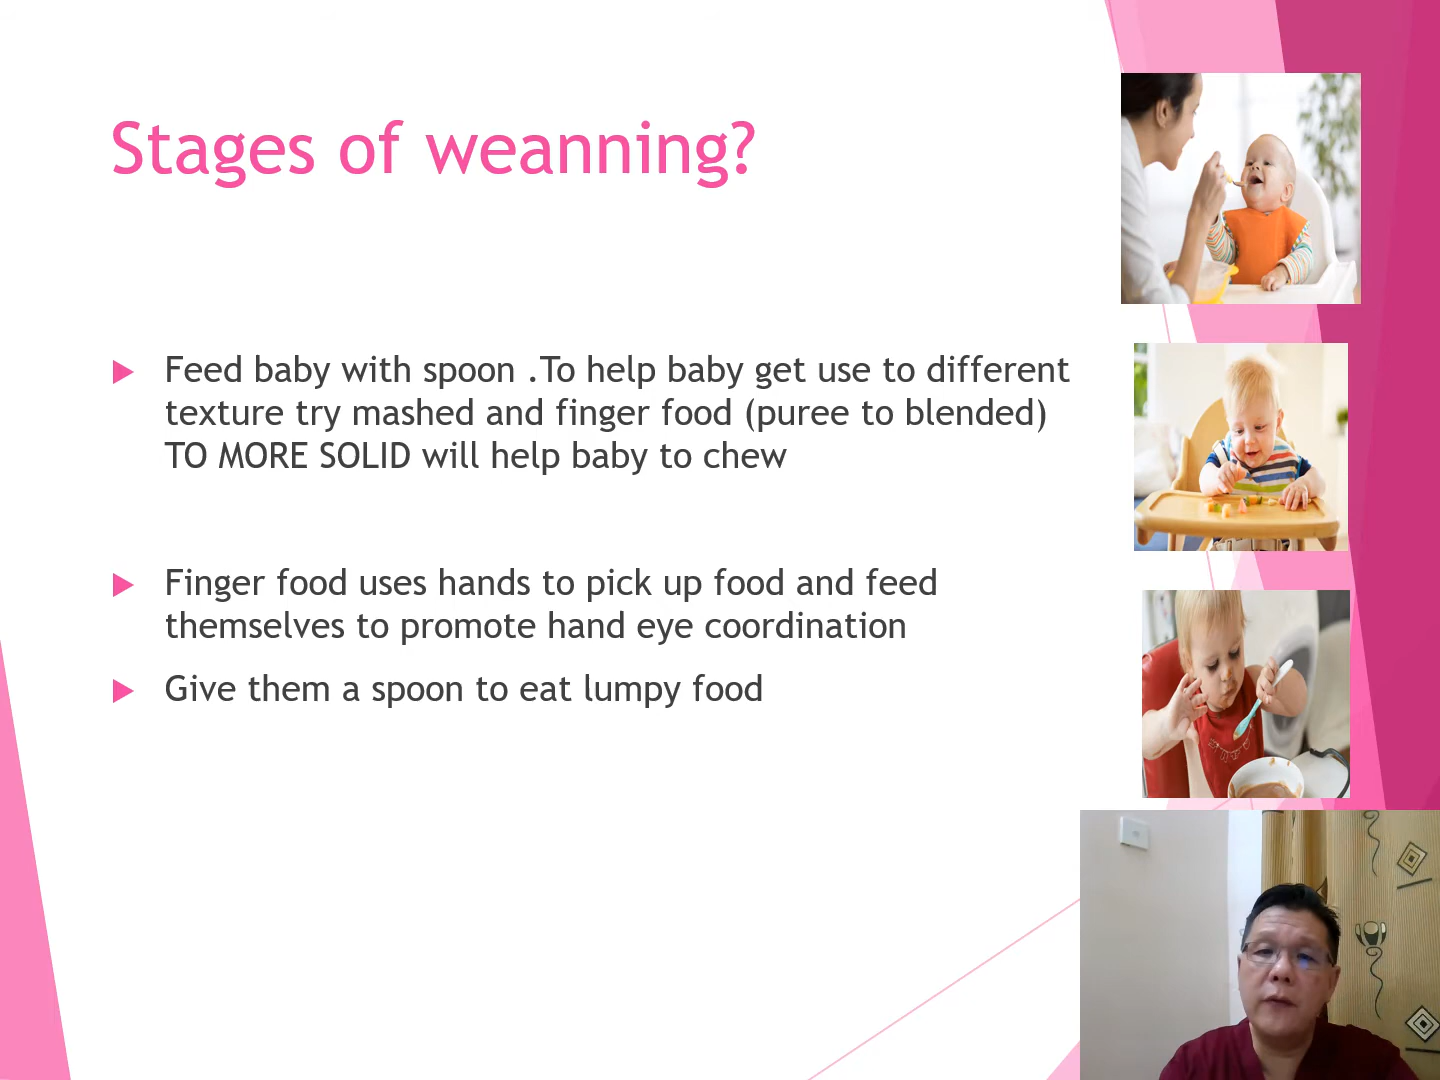 Stages of weanning?
Feed baby with spoon .To help baby get use to different
texture try mashed and finger food (puree to blended)
TO MORE SOLID will help baby to chew
Finger food uses hands to pick up food and feed
themselves to promote hand eye coordination
Give them a spoon to eat lumpy food